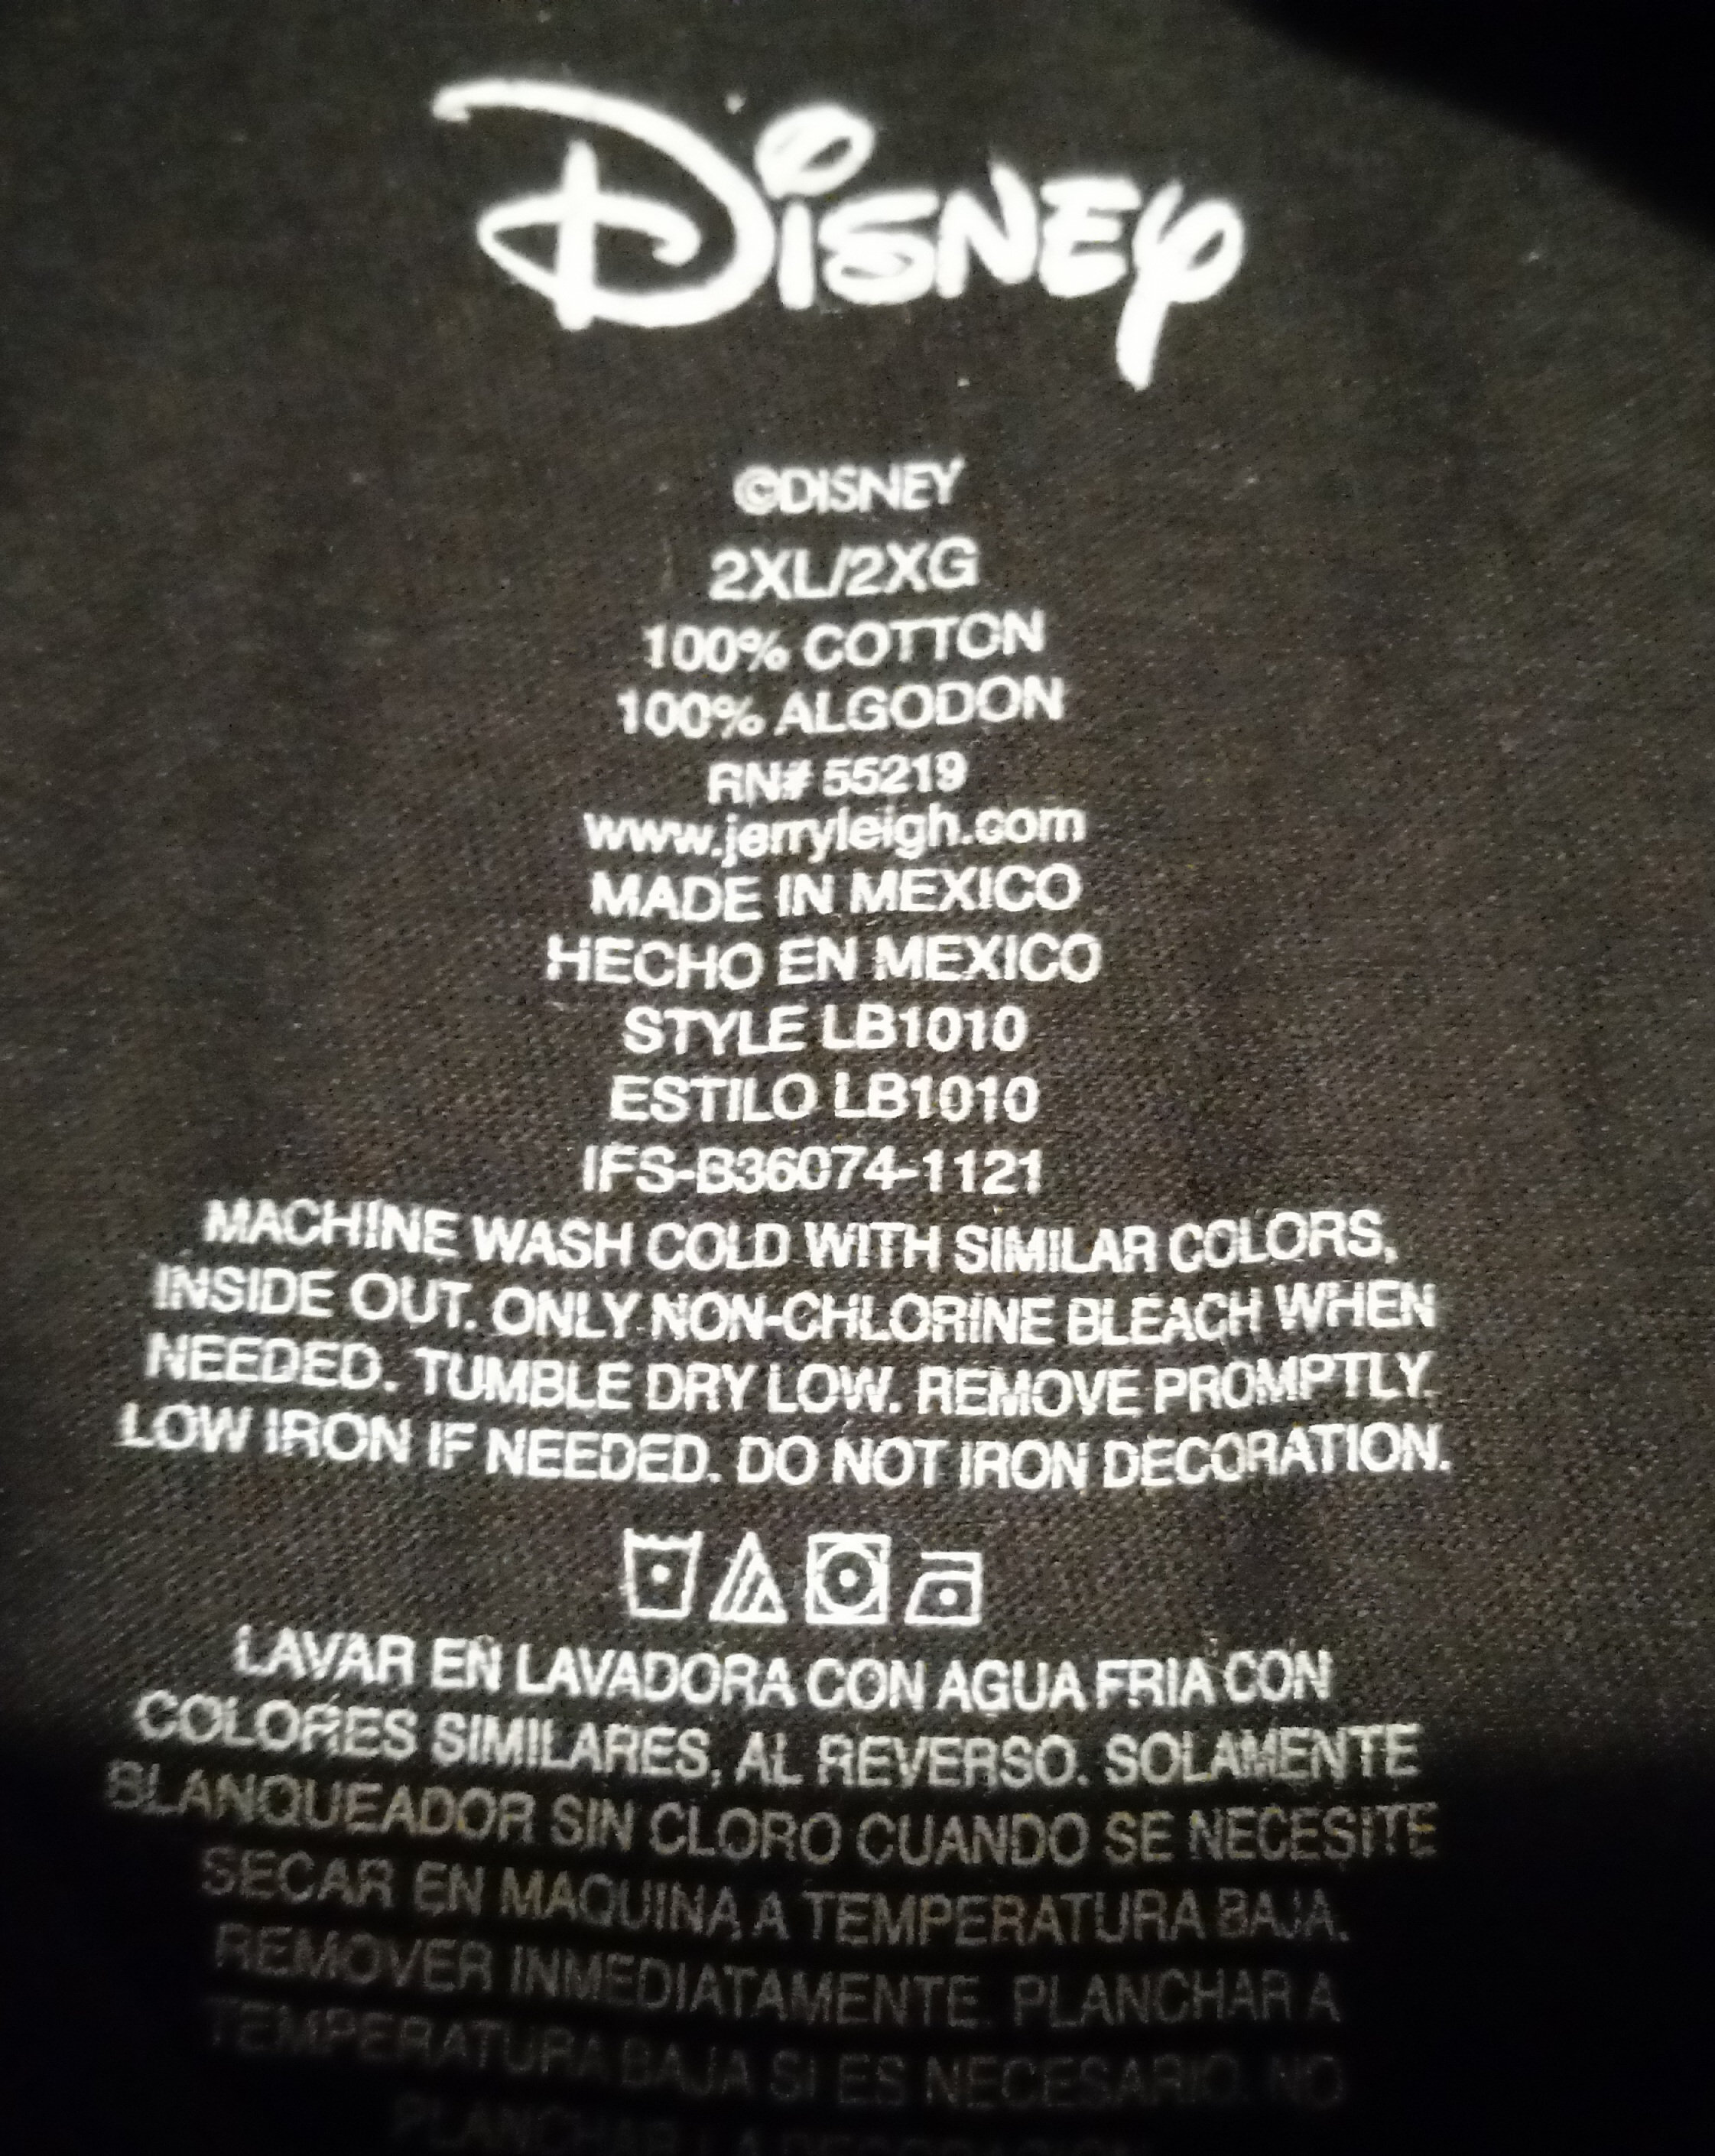 Disney
©DISNEY
2XL/2XG
100% COTTON
100% ALGODON
RN# 55219
www.jerryleigh.com
MADE IN MEXICO
HECHO EN MEXICO
STYLE LB1010
ESTILO LB1010
IFS-B36074-1121
MACHINE WASH COLD WITH SIMILAR COLORS,
INSIDE OUT. ONLY NON-CHLORINE BLEACH WHEN
NEEDED. TUMBLE DRY LOW. REMOVE PROMPTLY.
LOW IRON IF NEEDED. DO NOT IRON DECORATION.
LAVAR EN LAVADORA CON AGUA FRIA CON
COLORES SIMILARES, AL REVERSO. SOLAMENTE
BLANQUEADOR SIN CLORO CUANDO SE NECESITE
SECAR EN MAQUINA A TEMPERATURA BAJA.
REMOVER INMEDIATAMENTE. PLANCHAR A
TEMPERATURA BAJA SI ES NECESARIO. NO
PLANCHAR LA DECORACION